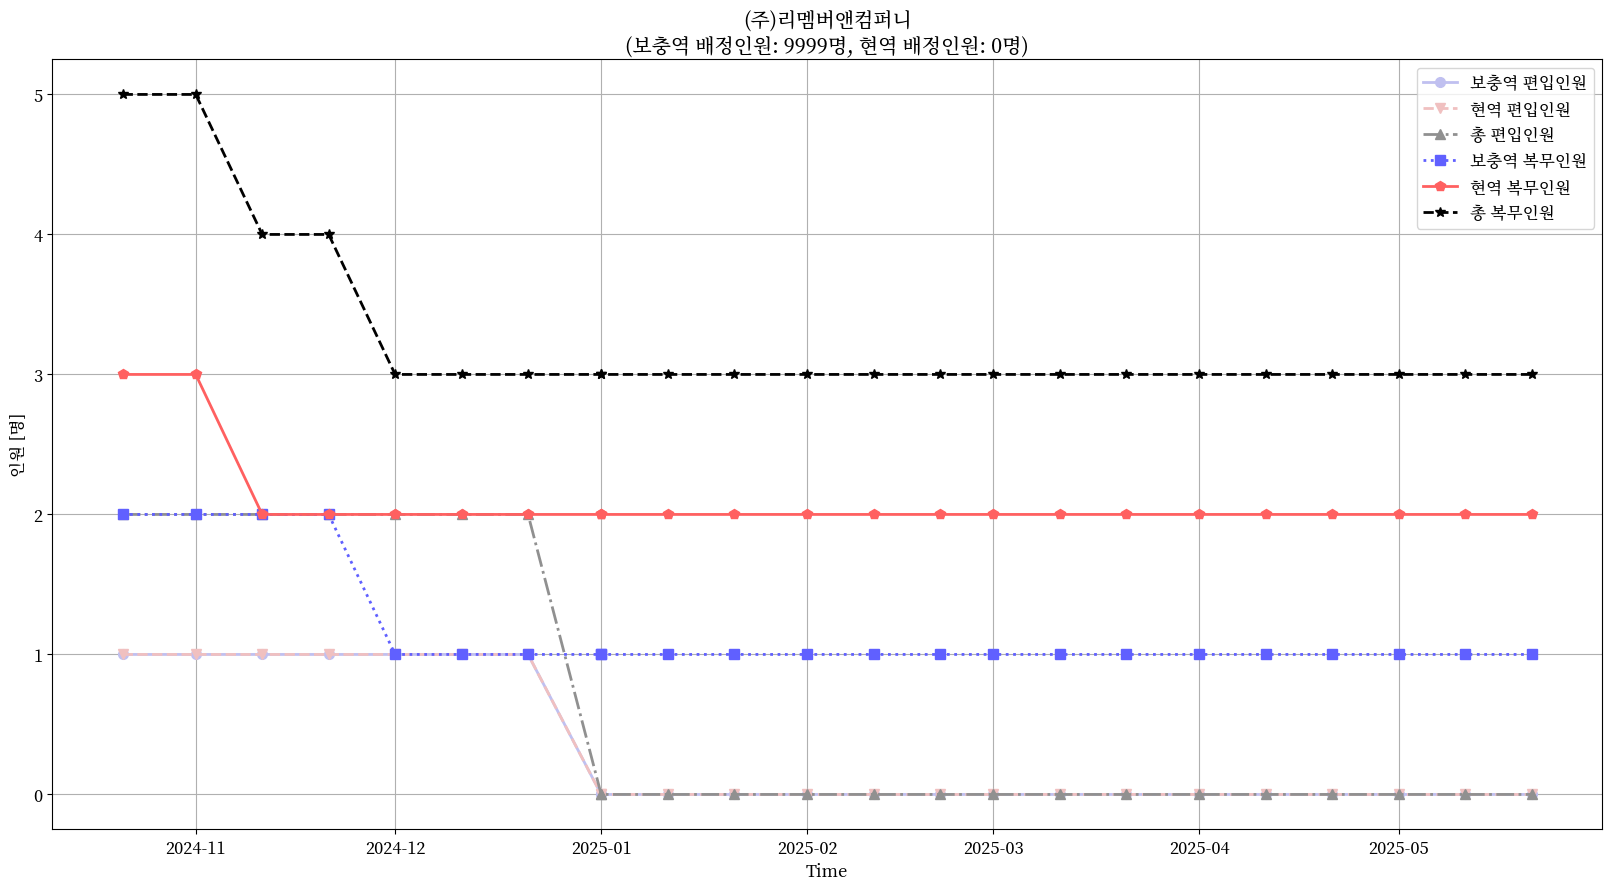 (주)리멤버앤컴퍼니
(보충역 배정인원: 9999명, 현역 배정인원: 0명)
보충역 편입인원
현역 편입인원
총 편입인원
보충역 복무인원
현역 복무인원
총 복무인원
인원 [명]
5
4
3
2
1
0
2024-11 2024-12 2025-01 2025-02 2025-03 2025-04 2025-05
Time